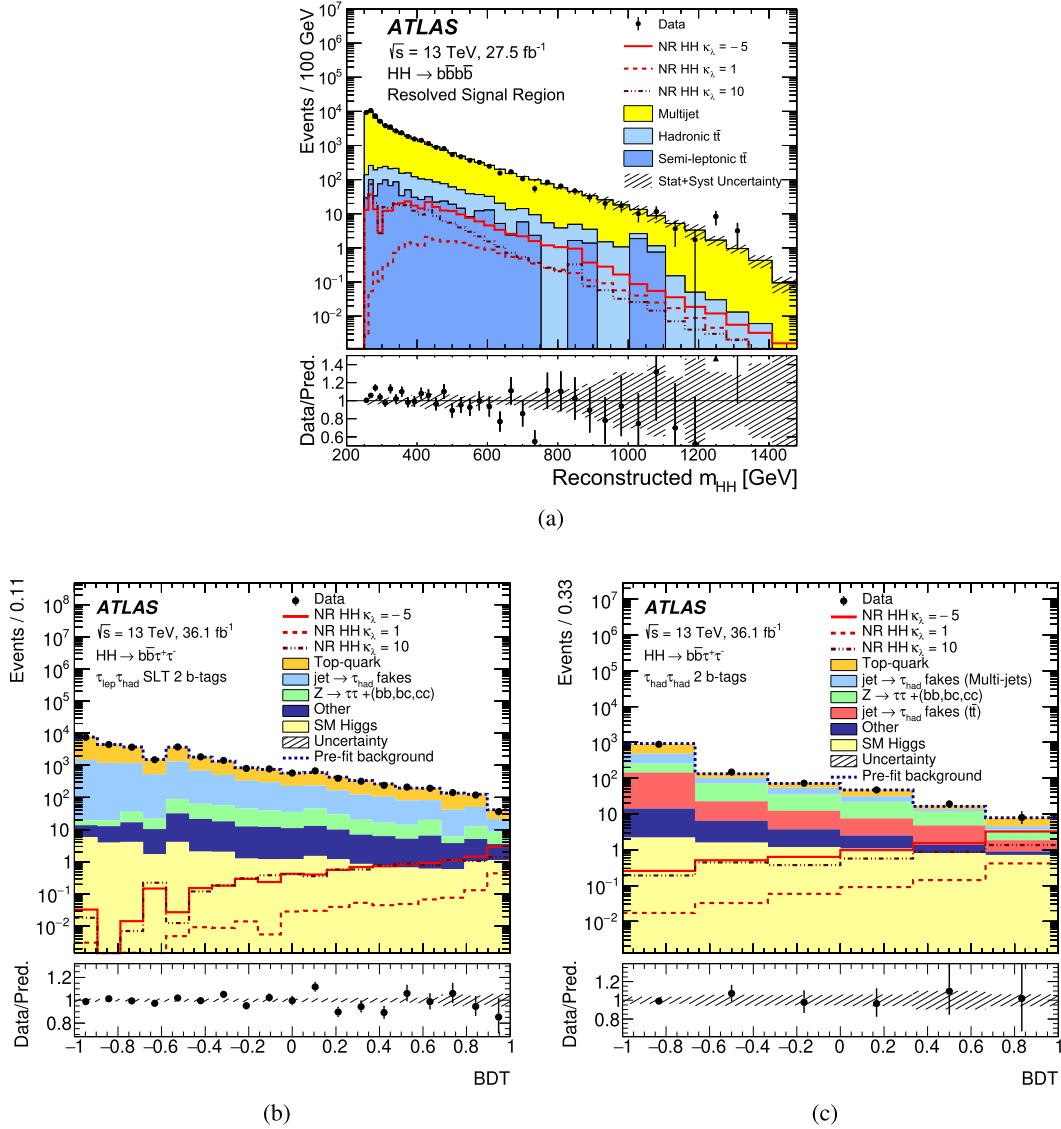 ATLAS
√s = 13 TeV, 27.5 fb⁻¹
HH → bb̄bb̄
Resolved Signal Region
Data
NR HH κλ = − 5
NR HH κλ = 1
NR HH κλ = 10
Multijet
Hadronic tt̄
Semi-leptonic tt̄
Stat+Syst Uncertainty
Events / 100 GeV
10⁷
10⁶
10⁵
10⁴
10³
10²
10
1
10⁻¹
10⁻²
Data/Pred.
1.4
1.2
1
0.8
0.6
200 400 600 800 1000 1200 1400
Reconstructed mHH [GeV]
(a)
ATLAS
√s = 13 TeV, 36.1 fb⁻¹
HH → bb̄τ⁺τ⁻
τlep τhad SLT 2 b-tags
Data
NR HH κλ = − 5
NR HH κλ = 1
NR HH κλ = 10
Top-quark
jet → τhad fakes
Z → ττ +(bb,bc,cc)
Other
SM Higgs
Uncertainty
Pre-fit background
Events / 0.11
10⁸
10⁷
10⁶
10⁵
10⁴
10³
10²
10
1
10⁻¹
10⁻²
Data/Pred.
1.2
1
0.8
−1 −0.8 −0.6 −0.4 −0.2 0 0.2 0.4 0.6 0.8 1
BDT
(b)
ATLAS
√s = 13 TeV, 36.1 fb⁻¹
HH → bb̄τ⁺τ⁻
τhad τhad 2 b-tags
Data
NR HH κλ = − 5
NR HH κλ = 1
NR HH κλ = 10
Top-quark
jet → τhad fakes (Multi-jets)
Z → ττ +(bb,bc,cc)
jet → τhad fakes (tt̄)
Other
SM Higgs
Uncertainty
Pre-fit background
Events / 0.33
10⁷
10⁶
10⁵
10⁴
10³
10²
10
1
10⁻¹
10⁻²
Data/Pred.
1.2
1
0.8
−1 −0.8 −0.6 −0.4 −0.2 0 0.2 0.4 0.6 0.8 1
BDT
(c)